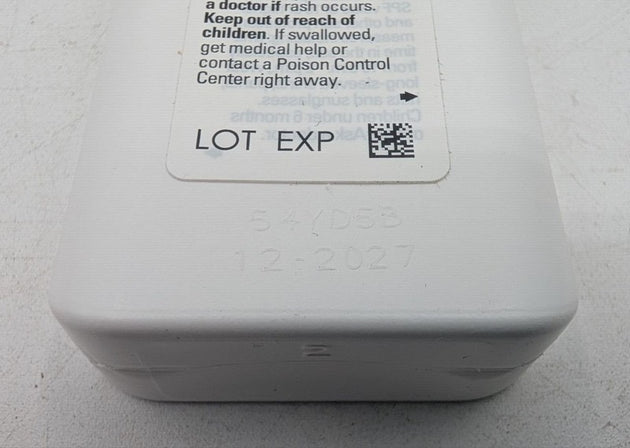 a doctor if rash occurs.
Keep out of reach of
children. If swallowed,
get medical help or
contact a Poison Control
Center right away.
LOT EXP
54YD5B
12-2027